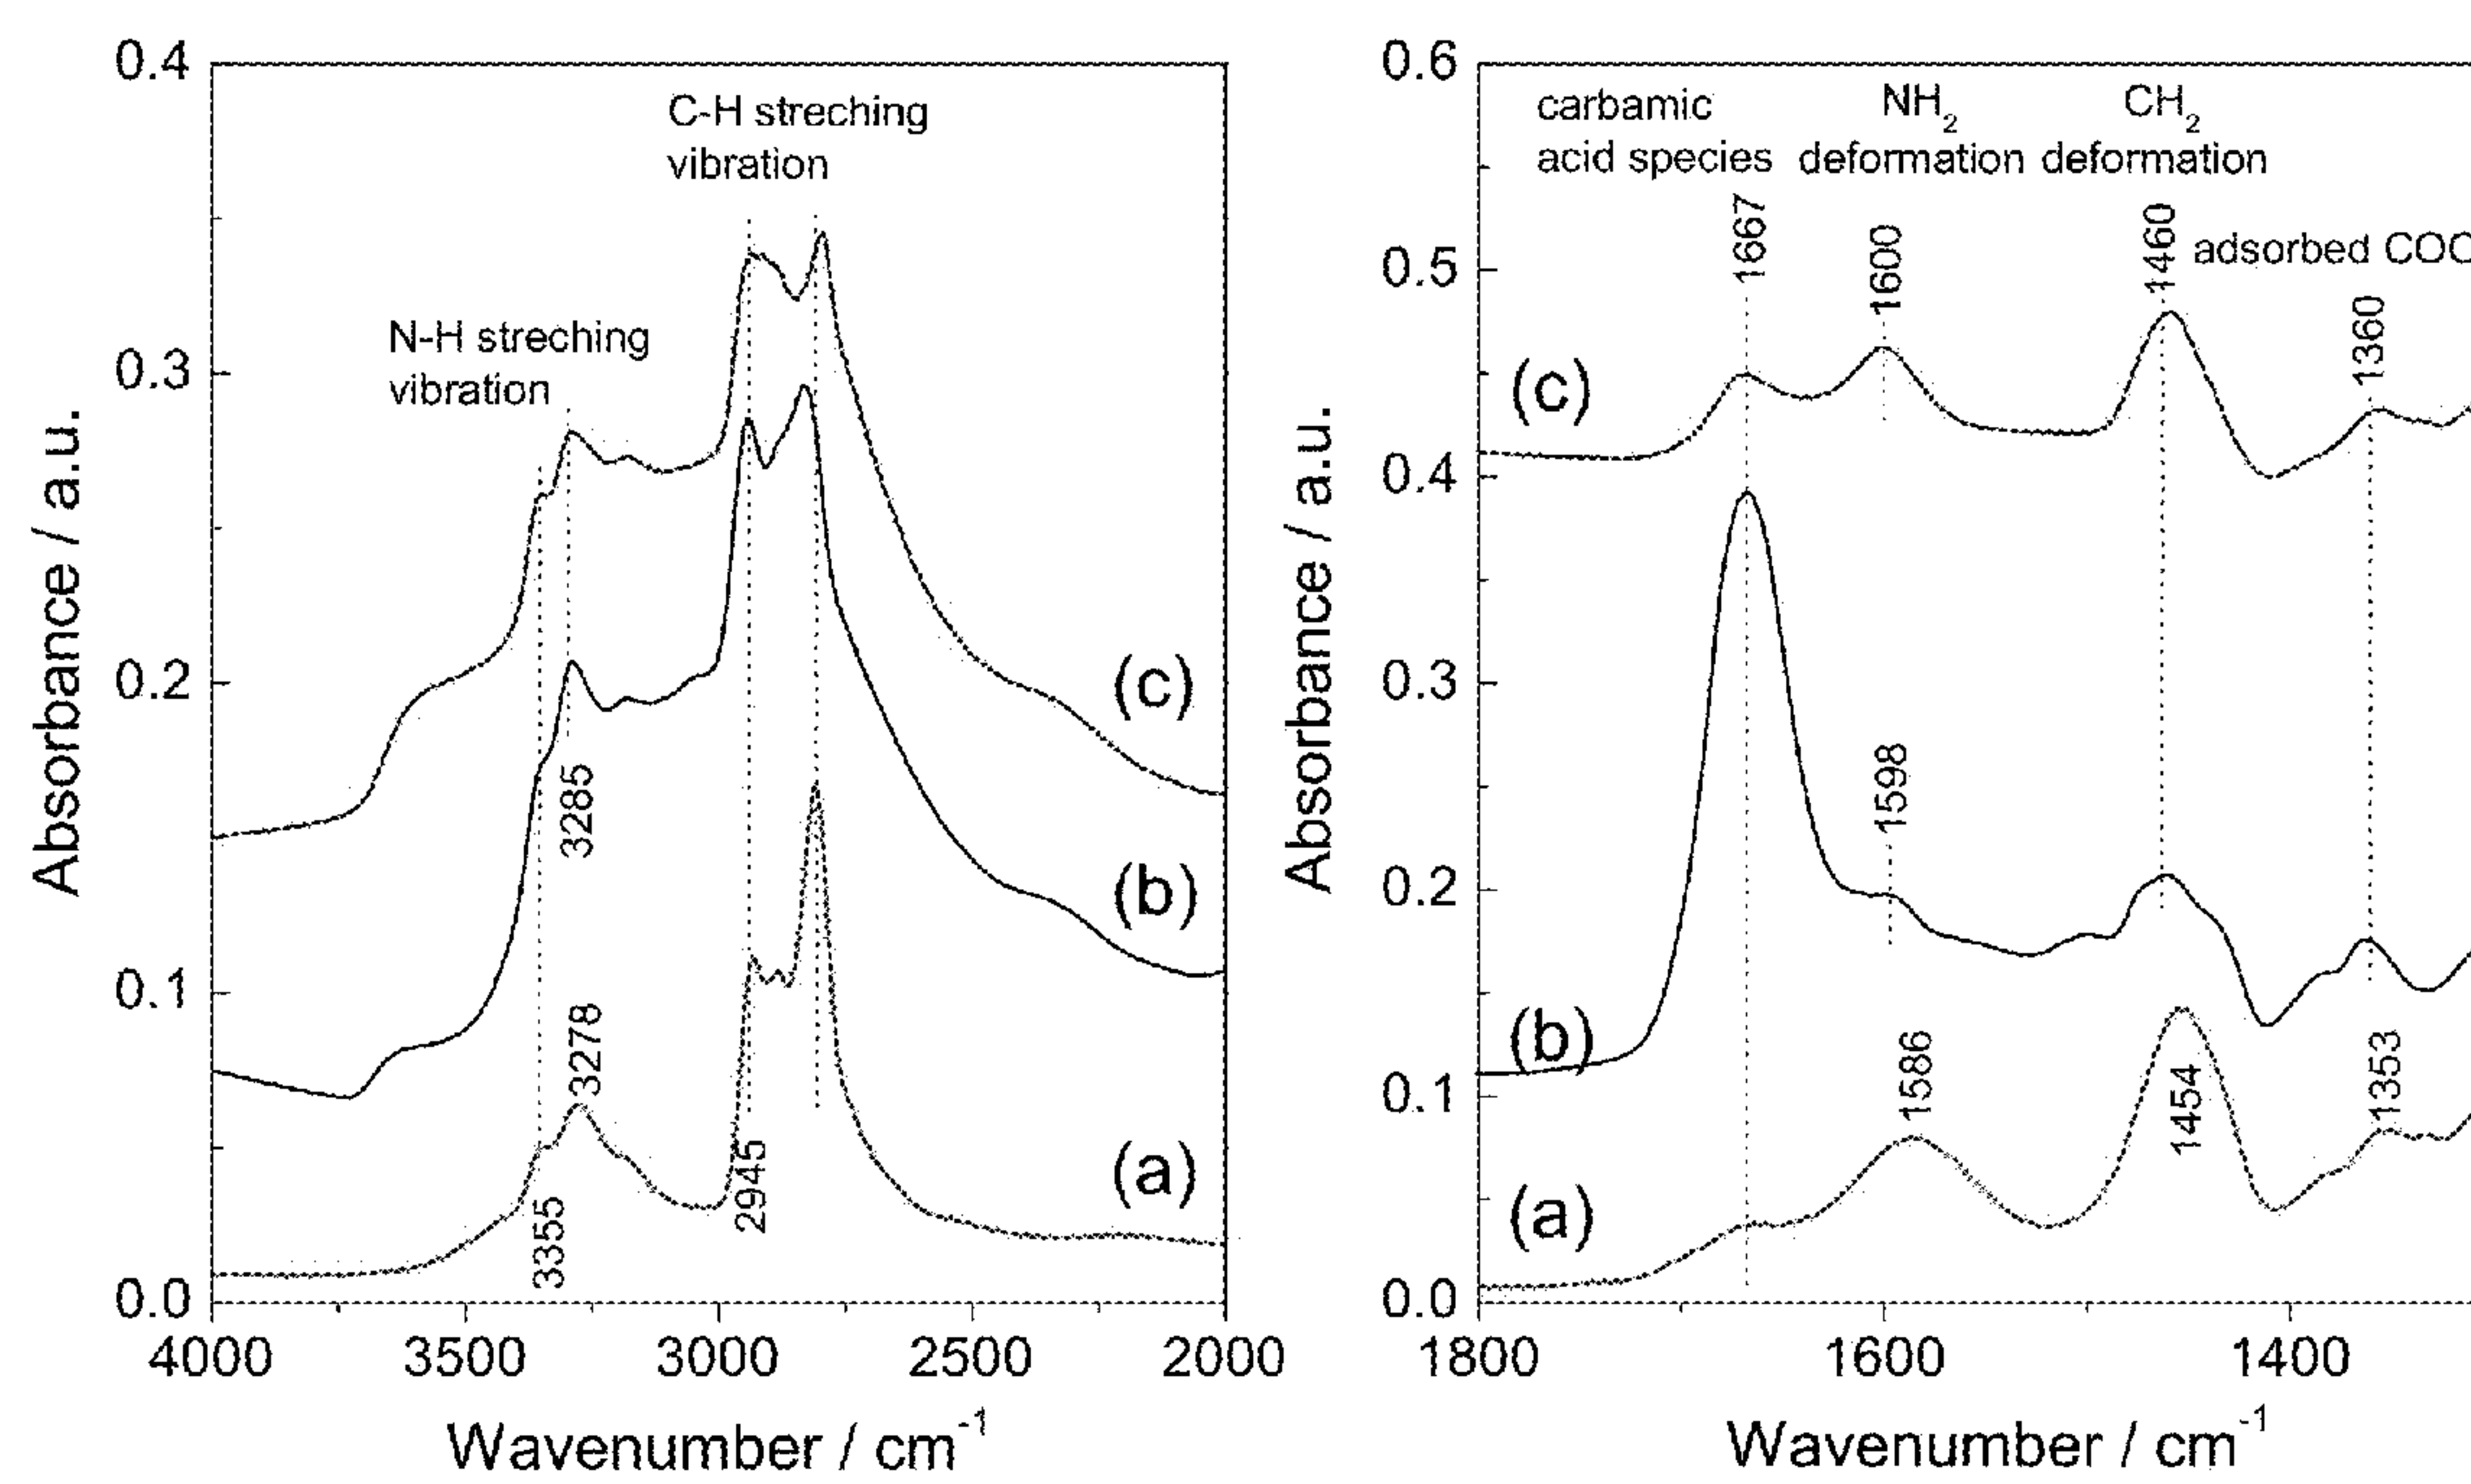 0.4
0.3
0.2
0.1
0.0
Absorbance / a.u.
C-H streching
vibration
N-H streching
vibration
3285
3278
3355
2945
(c)
(b)
(a)
4000
3500
3000
2500
2000
Wavenumber / cm⁻¹
0.6
0.5
0.4
0.3
0.2
0.1
0.0
Absorbance / a.u.
carbamic
acid species
NH₂
deformation
CH₂
deformation
1667
1600
1460
adsorbed COO
1360
(c)
1598
(b)
1586
1454
1353
(a)
1800
1600
1400
Wavenumber / cm⁻¹